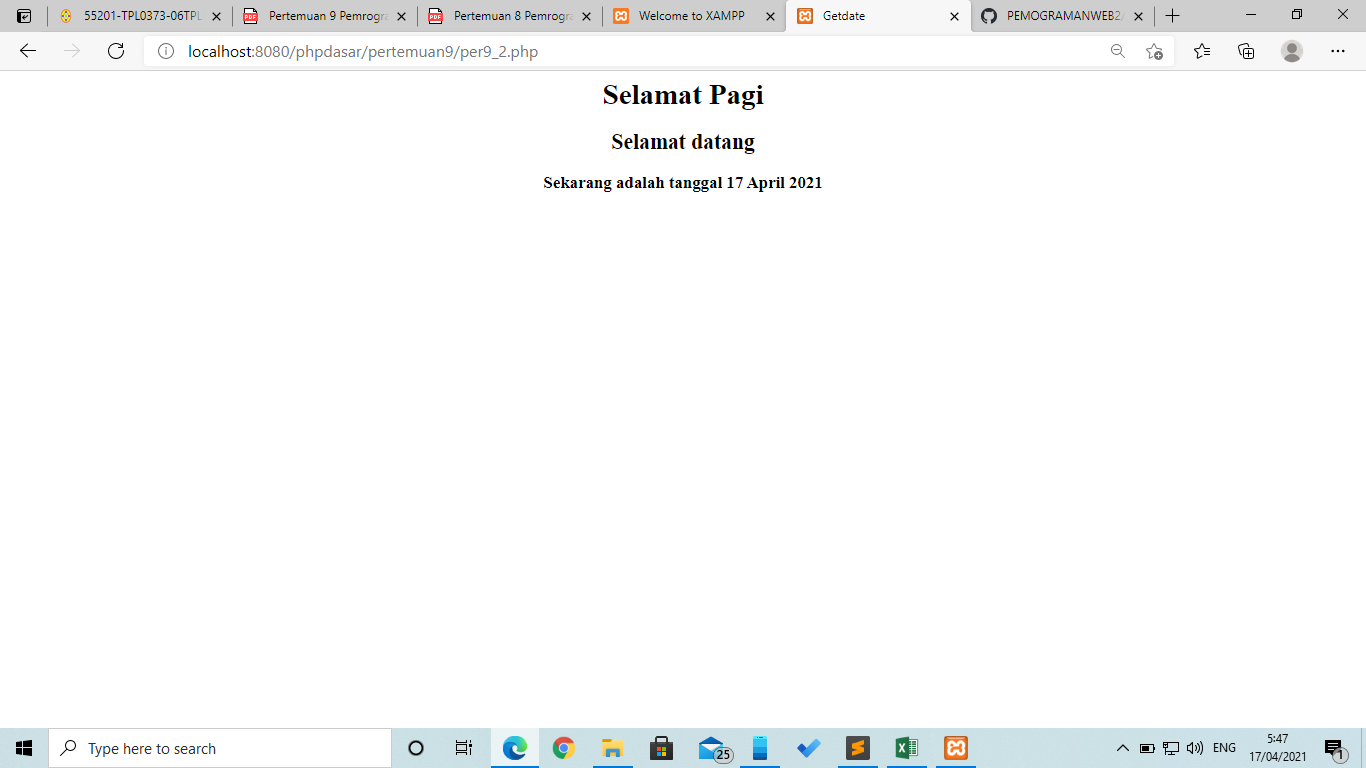 55201-TPL0373-06TPL
Pertemuan 9 Pemrogra
Pertemuan 8 Pemrogra
Welcome to XAMPP
Getdate
PEMOGRAMANWEB2/
localhost:8080/phpdasar/pertemuan9/per9_2.php
Selamat Pagi
Selamat datang
Sekarang adalah tanggal 17 April 2021
Type here to search
25
ENG
5:47
17/04/2021
1